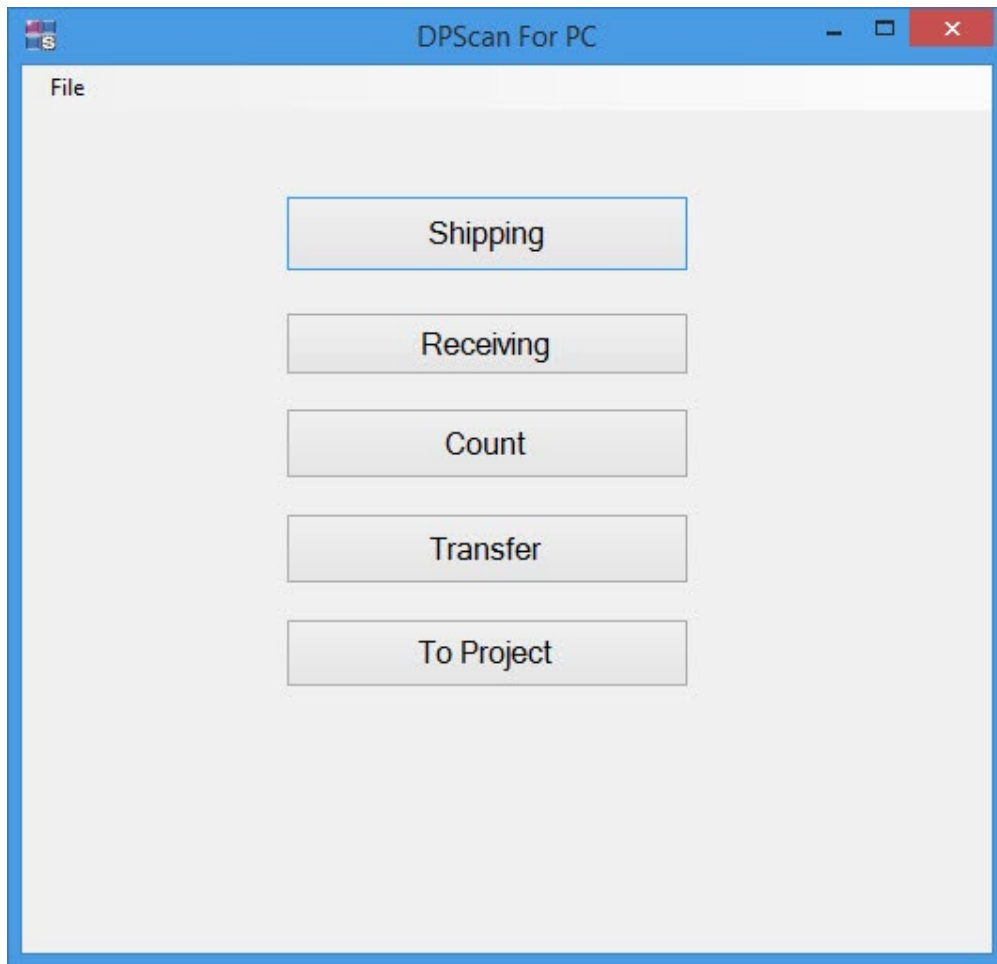 S
DPScan For PC
File
Shipping
Receiving
Count
Transfer
To Project